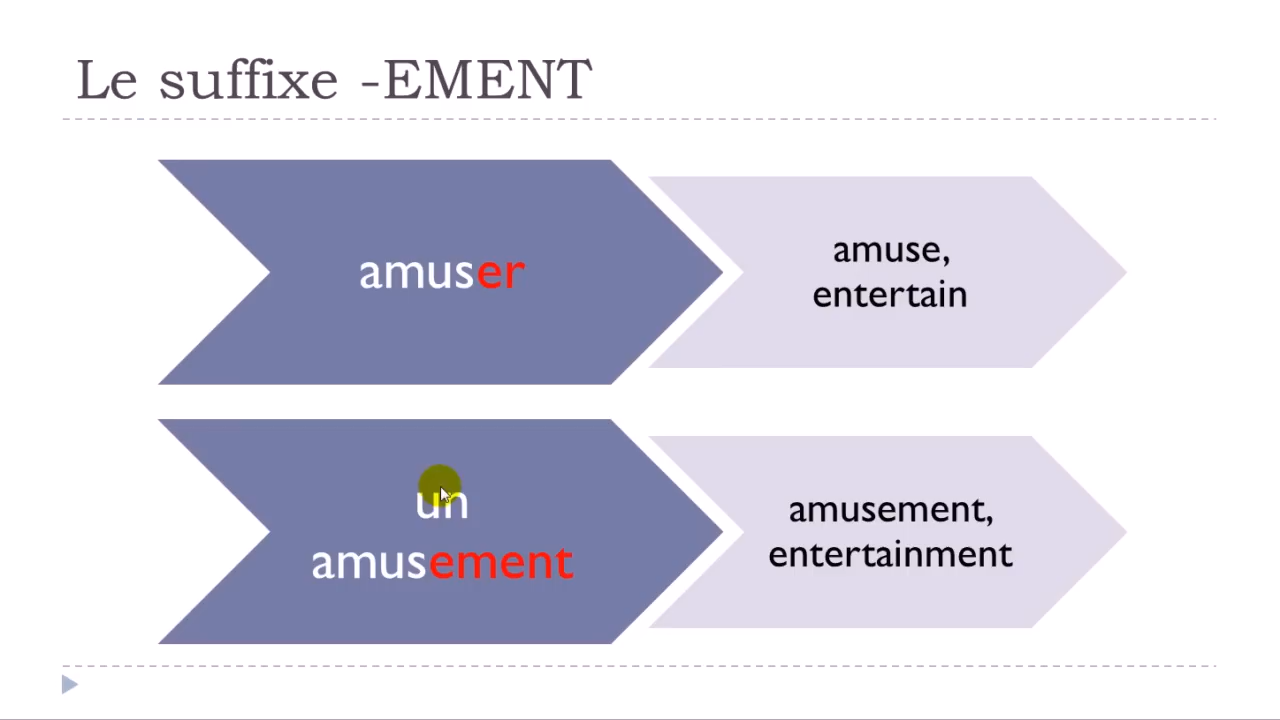 Le suffixe -EMENT
amuser
amuse,
entertain
un
amusement
amusement,
entertainment